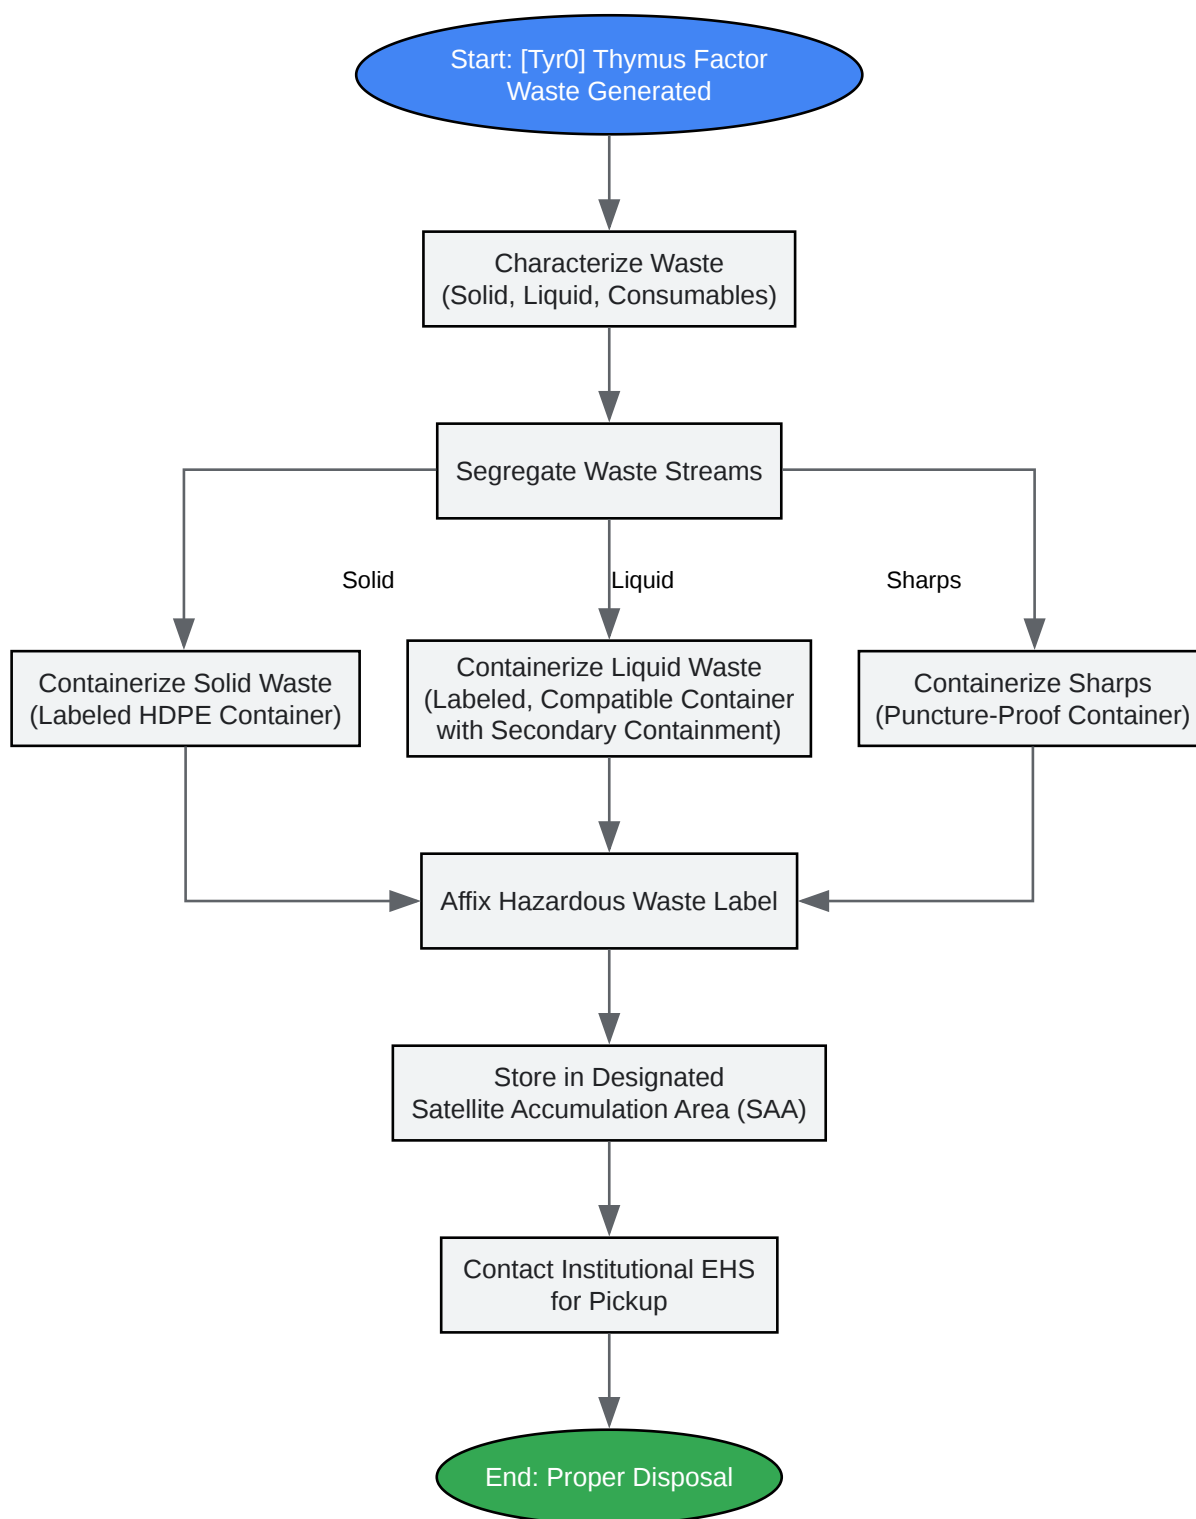 Start: [Tyr0] Thymus Factor
Waste Generated
Characterize Waste
(Solid, Liquid, Consumables)
Segregate Waste Streams
Solid
Liquid
Sharps
Containerize Solid Waste
(Labeled HDPE Container)
Containerize Liquid Waste
(Labeled, Compatible Container
with Secondary Containment)
Containerize Sharps
(Puncture-Proof Container)
Affix Hazardous Waste Label
Store in Designated
Satellite Accumulation Area (SAA)
Contact Institutional EHS
for Pickup
End: Proper Disposal